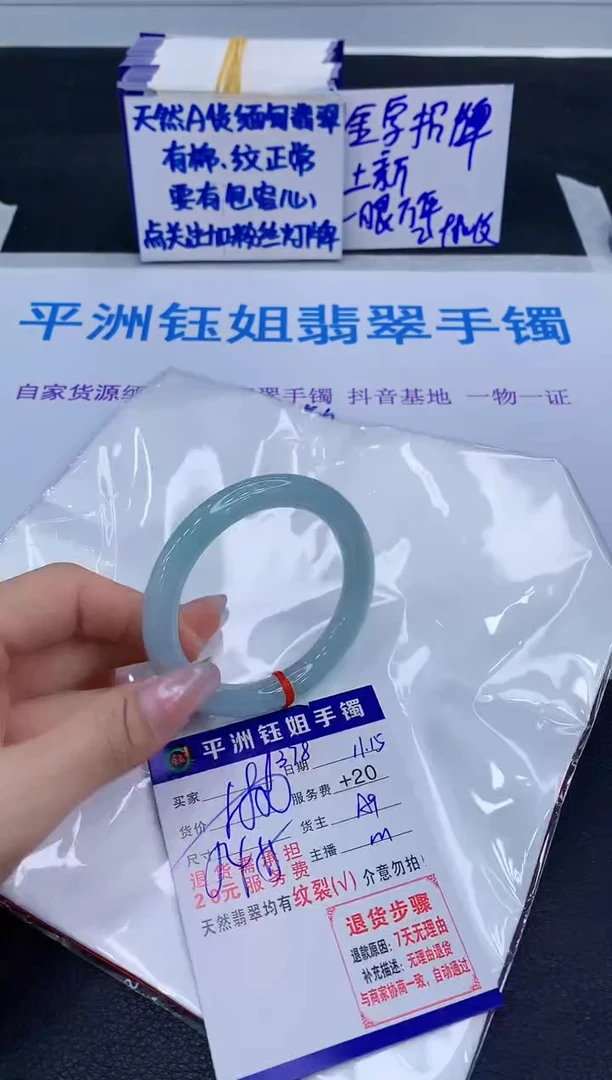 天然A货缅甸翡翠
有棉、纹正常
要有包容心
点关注加粉丝灯牌
金字招牌
上新
一眼万年
平洲钰姐翡翠手镯
自家货源缅 翠手镯 抖音基地 一物一证
平洲钰姐手镯
买家 1378 日期 11.15
货价 服务费 +20
尺寸 货主 A9
退货需承担 主播 m
20元服务费
天然翡翠均有纹裂(√)介意勿拍!
退货步骤
退款原因：7天无理由
补充描述：无理由退货
与商家协商一致，自动通过